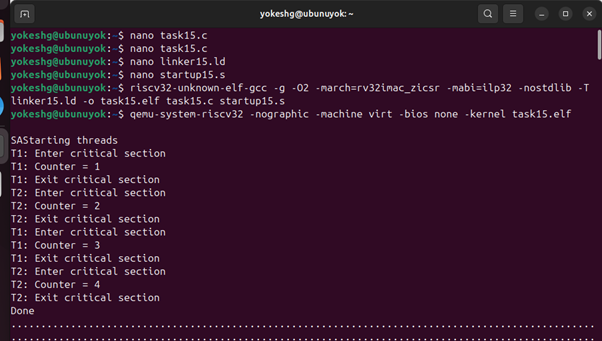 yokeshg@ubunuyok: ~
yokeshg@ubunuyok:~$ nano task15.c
yokeshg@ubunuyok:~$ nano task15.c
yokeshg@ubunuyok:~$ nano linker15.ld
yokeshg@ubunuyok:~$ nano startup15.s
yokeshg@ubunuyok:~$ riscv32-unknown-elf-gcc -g -O2 -march=rv32imac_zicsr -mabi=ilp32 -nostdlib -T
linker15.ld -o task15.elf task15.c startup15.s
yokeshg@ubunuyok:~$ qemu-system-riscv32 -nographic -machine virt -bios none -kernel task15.elf
SAStarting threads
T1: Enter critical section
T1: Counter = 1
T1: Exit critical section
T2: Enter critical section
T2: Counter = 2
T2: Exit critical section
T1: Enter critical section
T1: Counter = 3
T1: Exit critical section
T2: Enter critical section
T2: Counter = 4
T2: Exit critical section
Done
...................................................................................................
...................................................................................................